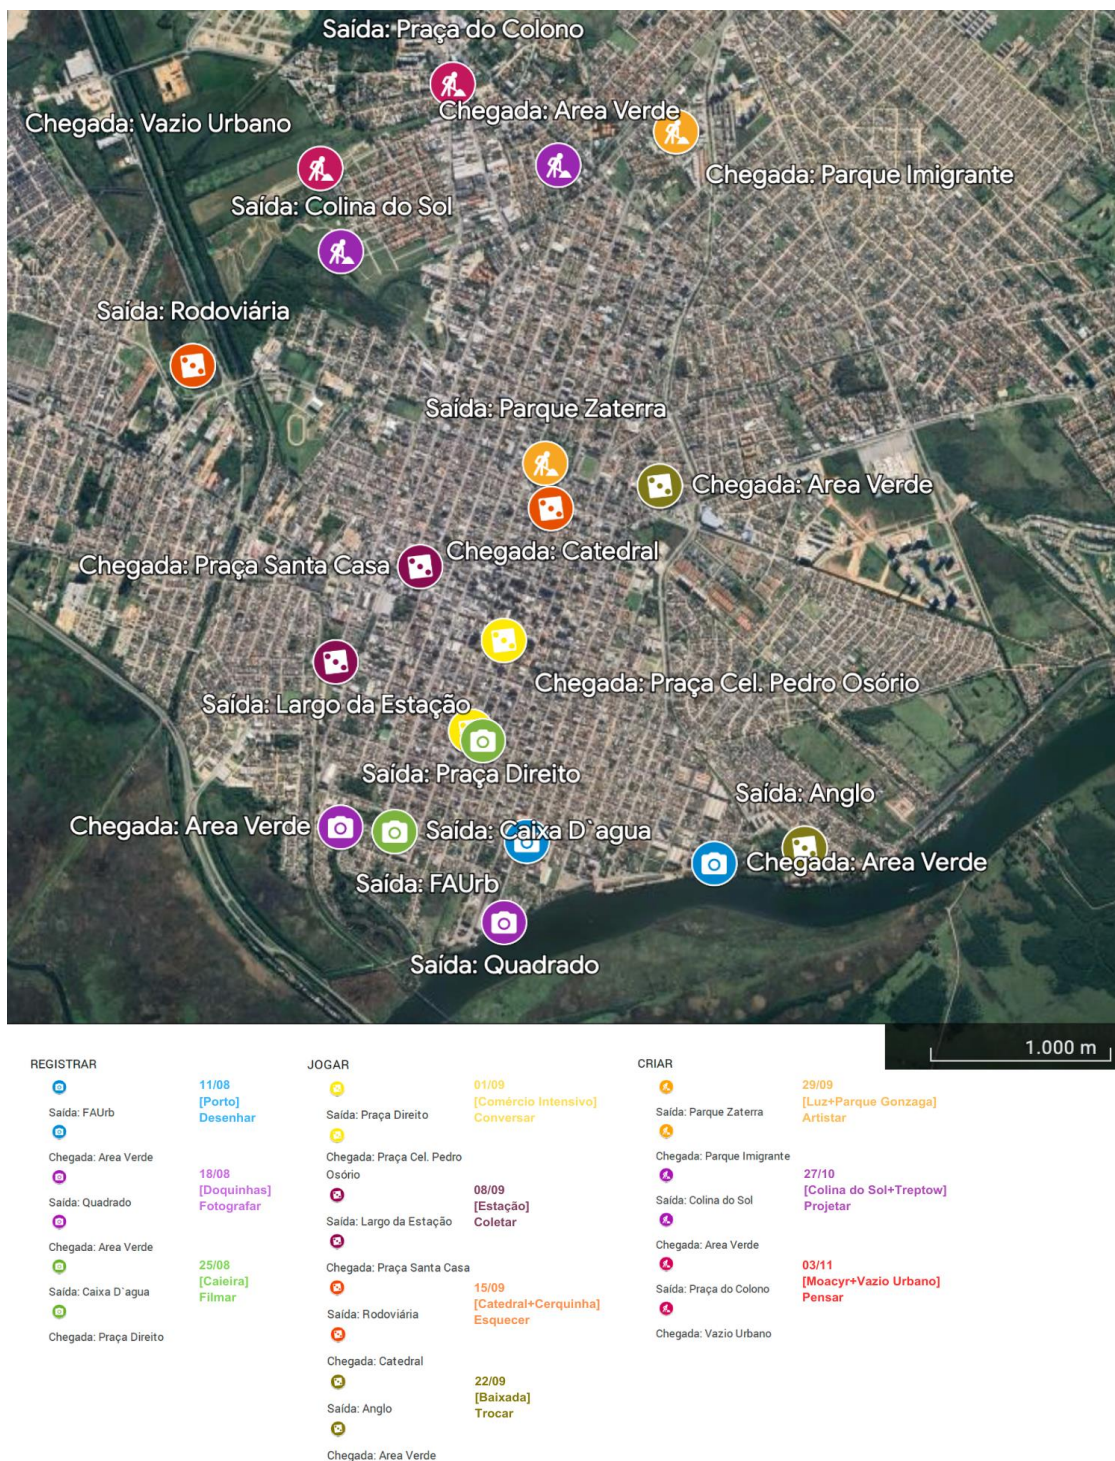 Saída: Praça do Colono
Chegada: Area Verde
Chegada: Vazio Urbano
Chegada: Parque Imigrante
Saída: Colina do Sol
Saída: Rodoviária
Saída: Parque Zaterra
Chegada: Area Verde
Chegada: Catedral
Chegada: Praça Santa Casa
Chegada: Praça Cel. Pedro Osório
Saída: Largo da Estação
Saída: Praça Direito
Saída: Anglo
Chegada: Area Verde
Saída: Caixa D`agua
Chegada: Area Verde
Saída: FAUrb
Saída: Quadrado
1.000 m
REGISTRAR
11/08
[Porto]
Desenhar
Saída: FAUrb
Chegada: Area Verde
18/08
[Doquinhas]
Fotografar
Saída: Quadrado
Chegada: Area Verde
25/08
[Caieira]
Filmar
Saída: Caixa D`agua
Chegada: Praça Direito
JOGAR
01/09
[Comércio Intensivo]
Conversar
Saída: Praça Direito
Chegada: Praça Cel. Pedro
Osório
08/09
[Estação]
Coletar
Saída: Largo da Estação
Chegada: Praça Santa Casa
15/09
[Catedral+Cerquinha]
Esquecer
Saída: Rodoviária
Chegada: Catedral
22/09
[Baixada]
Trocar
Saída: Anglo
Chegada: Area Verde
CRIAR
29/09
[Luz+Parque Gonzaga]
Artistar
Saída: Parque Zaterra
Chegada: Parque Imigrante
27/10
[Colina do Sol+Treptow]
Projetar
Saída: Colina do Sol
Chegada: Area Verde
03/11
[Moacyr+Vazio Urbano]
Pensar
Saída: Praça do Colono
Chegada: Vazio Urbano